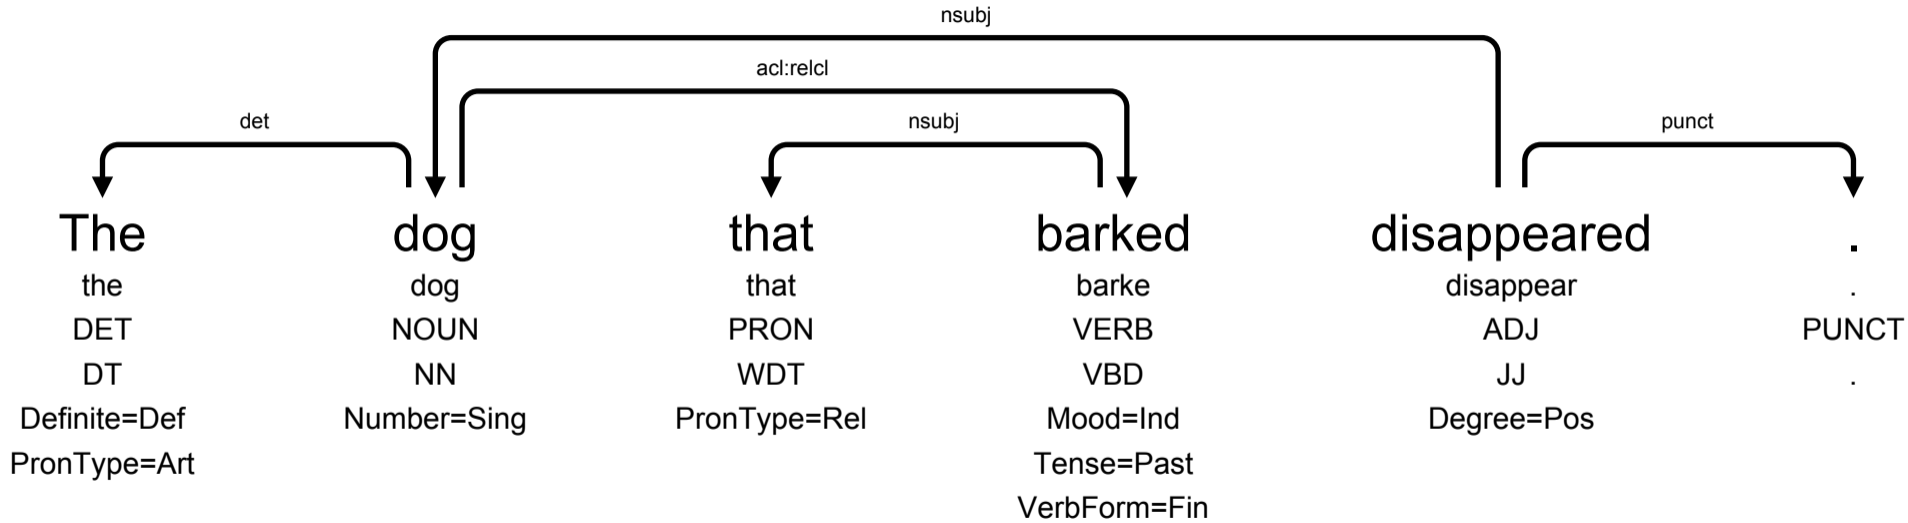 nsubj
acl:relcl
det nsubj punct
The dog that barked disappeared .
the dog that barke disappear .
DET NOUN PRON VERB ADJ PUNCT
DT NN WDT VBD JJ .
Definite=Def Number=Sing PronType=Rel Mood=Ind Degree=Pos
PronType=Art Tense=Past
VerbForm=Fin